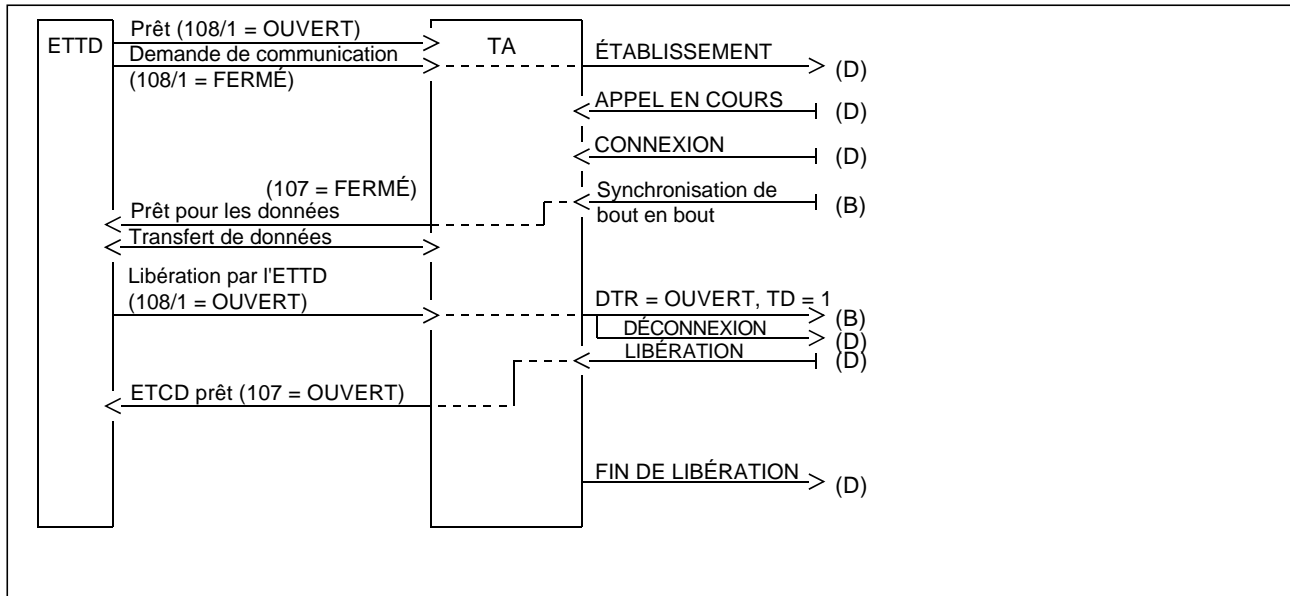 ETTD
Prêt (108/1 = OUVERT)
TA
Demande de communication
(108/1 = FERMÉ)
ÉTABLISSEMENT
(D)
APPEL EN COURS
(D)
CONNEXION
(D)
(107 = FERMÉ)
Prêt pour les données
Synchronisation de
bout en bout
(B)
Transfert de données
Libération par l'ETTD
(108/1 = OUVERT)
DTR = OUVERT, TD = 1
(B)
DÉCONNEXION
(D)
LIBÉRATION
(D)
ETCD prêt (107 = OUVERT)
FIN DE LIBÉRATION
(D)